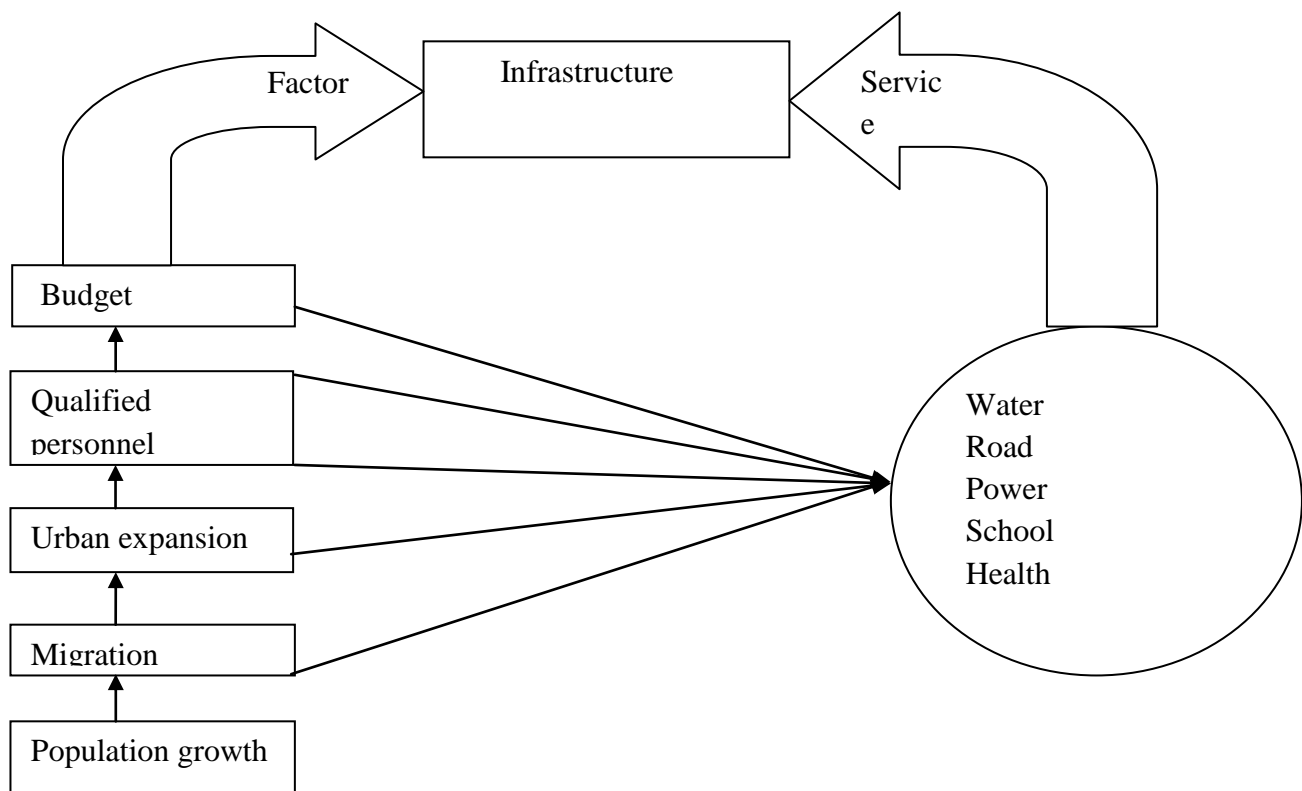 Factor
Infrastructure
Servic
e
Budget
Qualified
personnel
Urban expansion
Migration
Population growth
Water
Road
Power
School
Health